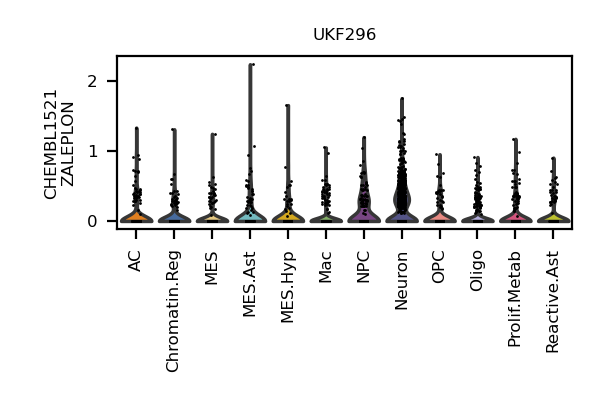 UKF296
CHEMBL1521
ZALEPLON
2
1
0
AC
Chromatin.Reg
MES
MES.Ast
MES.Hyp
Mac
NPC
Neuron
OPC
Oligo
Prolif.Metab
Reactive.Ast